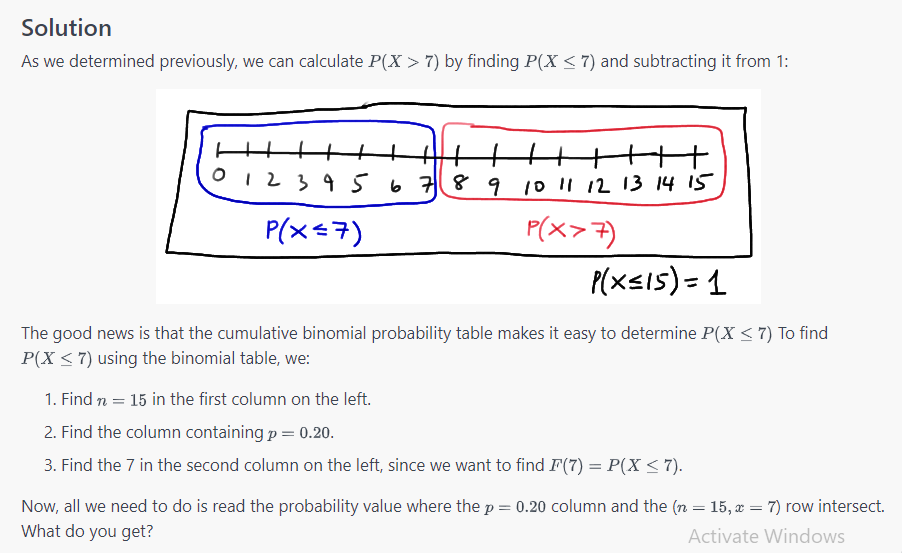 Solution
As we determined previously, we can calculate P(X > 7) by finding P(X ≤ 7) and subtracting it from 1:
0 1 2 3 4 5 6 7 8 9 10 11 12 13 14 15
P(X≤7) P(X>7)
P(X≤15)=1
The good news is that the cumulative binomial probability table makes it easy to determine P(X ≤ 7) To find
P(X ≤ 7) using the binomial table, we:
1. Find n = 15 in the first column on the left.
2. Find the column containing p = 0.20.
3. Find the 7 in the second column on the left, since we want to find F(7) = P(X ≤ 7).
Now, all we need to do is read the probability value where the p = 0.20 column and the (n = 15, x = 7) row intersect.
What do you get?
Activate Windows